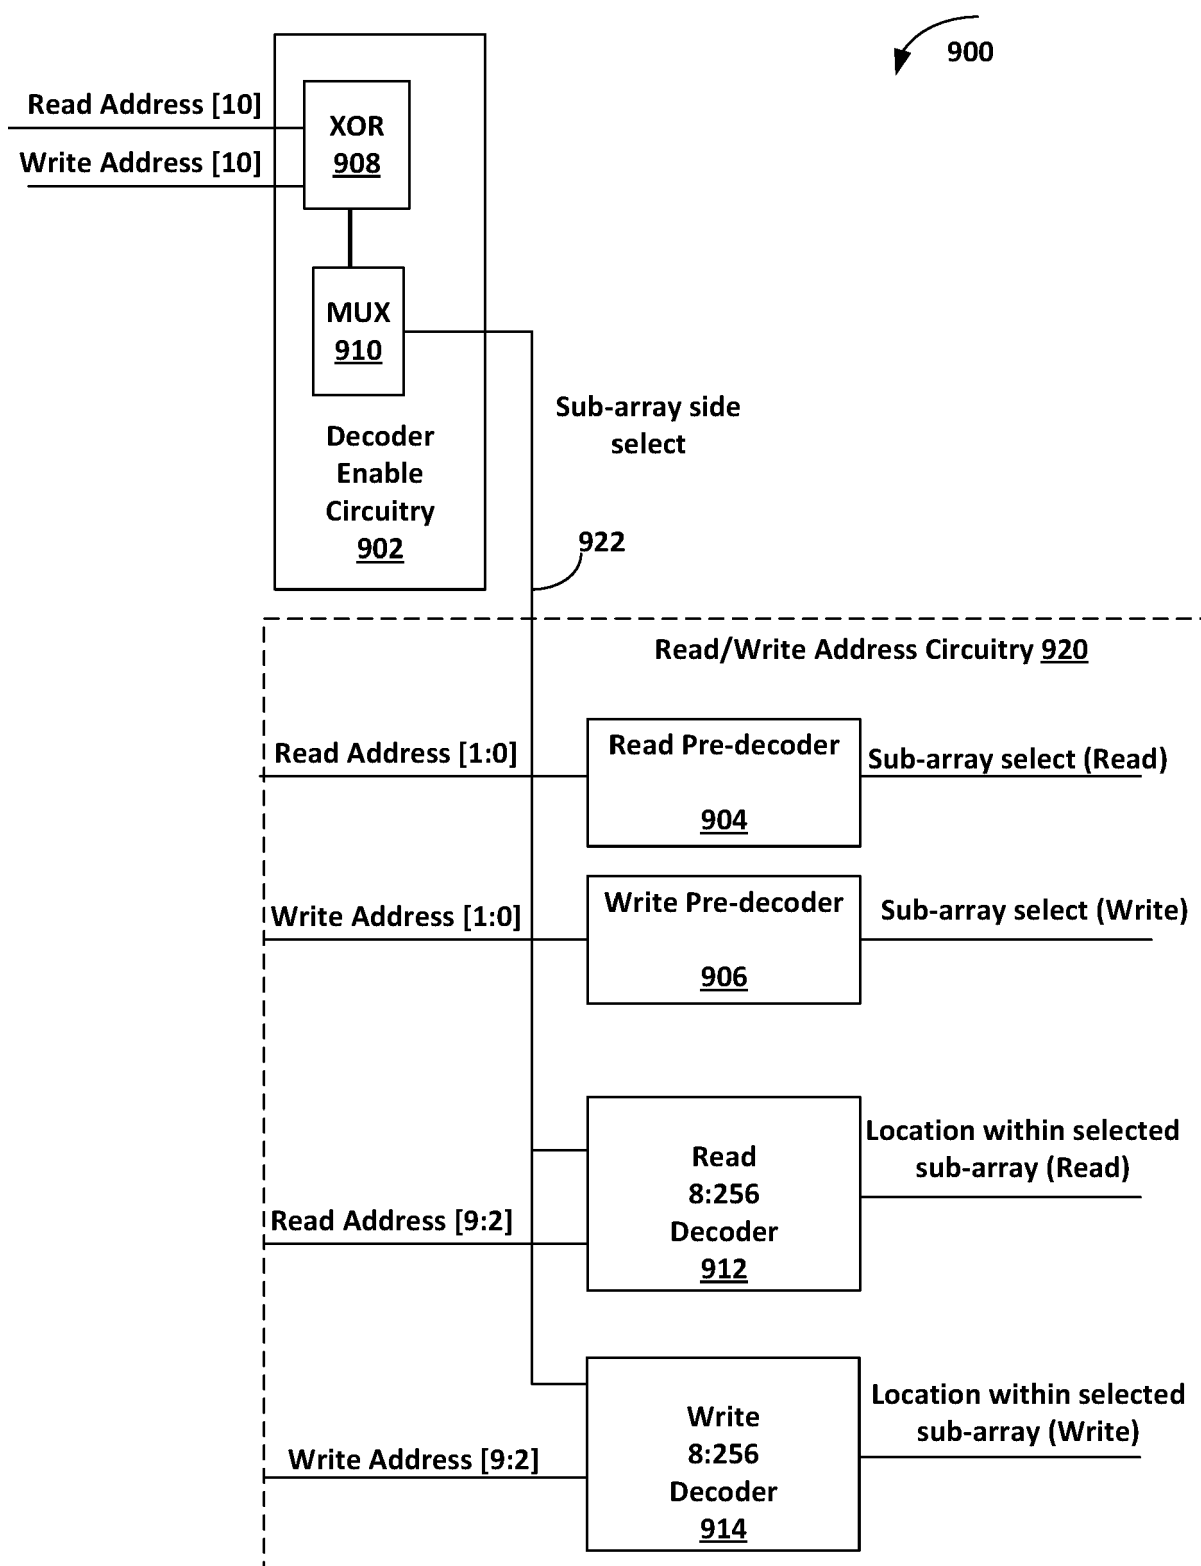 900
Read Address [10]
Write Address [10]
XOR
908
MUX
910
Decoder
Enable
Circuitry
902
Sub-array side
select
922
Read/Write Address Circuitry 920
Read Address [1:0]
Read Pre-decoder
904
Sub-array select (Read)
Write Address [1:0]
Write Pre-decoder
906
Sub-array select (Write)
Read Address [9:2]
Read
8:256
Decoder
912
Location within selected
sub-array (Read)
Write Address [9:2]
Write
8:256
Decoder
914
Location within selected
sub-array (Write)